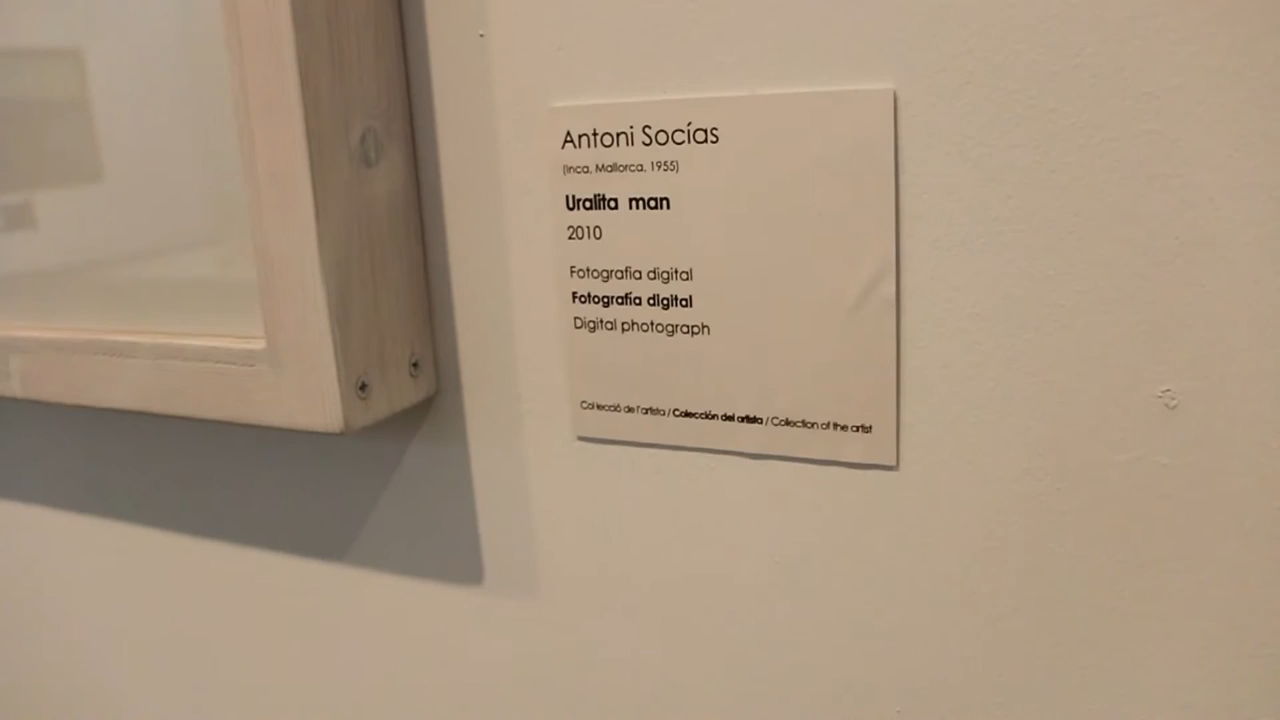 Antoni Socías
(Inca, Mallorca, 1955)
Uralita man
2010
Fotografia digital
Fotografía digital
Digital photograph
Col·lecció de l'artista / Colección del artista / Collection of the artist